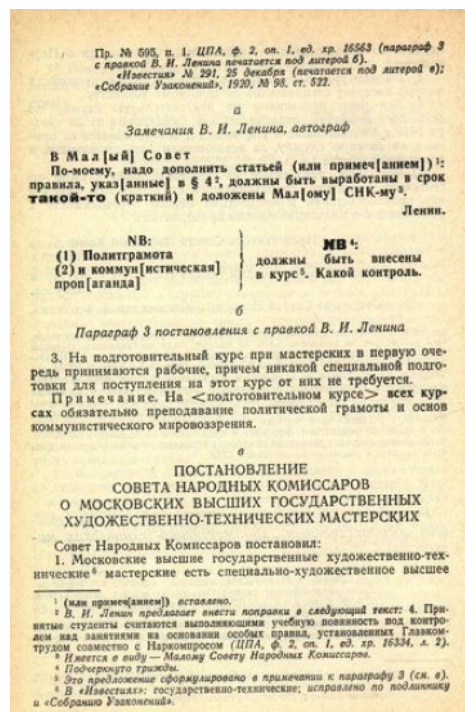 Пр. № 595, п. 1. ЦПА, ф. 2, оп. 1, ед. хр. 16563 (параграф 3
с правкой В. И. Ленина печатается под литерой б).
«Известия» № 291, 25 декабря (печатается под литерой в);
«Собрание Узаконений», 1920, № 98, ст. 522.
а
Замечания В. И. Ленина, автограф
В Мал[ый] Совет
По-моему, надо дополнить статьей (или примеч[анием]) ¹:
правила, указ[анные] в § 4², должны быть выработаны в срок
такой-то (краткий) и доложены Мал[ому] СНК-му³.
Ленин.
NB:
(1) Политграмота
(2) и коммун[истическая]
проп[аганда]
NB ⁴:
должны быть внесены
в курс⁵. Какой контроль.
б
Параграф 3 постановления с правкой В. И. Ленина
3. На подготовительный курс при мастерских в первую оче-
редь принимаются рабочие, причем никакой специальной подго-
товки для поступления на этот курс от них не требуется.
Примечание. На <подготовительном курсе> всех кур-
сах обязательно преподавание политической грамоты и основ
коммунистического мировоззрения.
в
ПОСТАНОВЛЕНИЕ
СОВЕТА НАРОДНЫХ КОМИССАРОВ
О МОСКОВСКИХ ВЫСШИХ ГОСУДАРСТВЕННЫХ
ХУДОЖЕСТВЕННО-ТЕХНИЧЕСКИХ МАСТЕРСКИХ
Совет Народных Комиссаров постановил:
1. Московские высшие государственные художественно-тех-
нические⁶ мастерские есть специально-художественное высшее
¹ (или примеч[анием]) вставлено.
² В. И. Ленин предлагает внести поправки в следующий текст: 4. При-
нятые студенты считаются выполняющими учебную повинность под контро-
лем над занятиями на основании особых правил, установленных Главком-
трудом совместно с Наркомпросом (ЦПА, ф. 2, оп. 1, ед. хр. 16334, л. 2).
³ Имеется в виду — Малому Совету Народных Комиссаров.
⁴ Подчеркнуто трижды.
⁵ Это предложение сформулировано в примечании к параграфу 3 (см. в).
⁶ В «Известиях»: государственно-технические; исправлено по подлиннику
и «Собранию Узаконений».